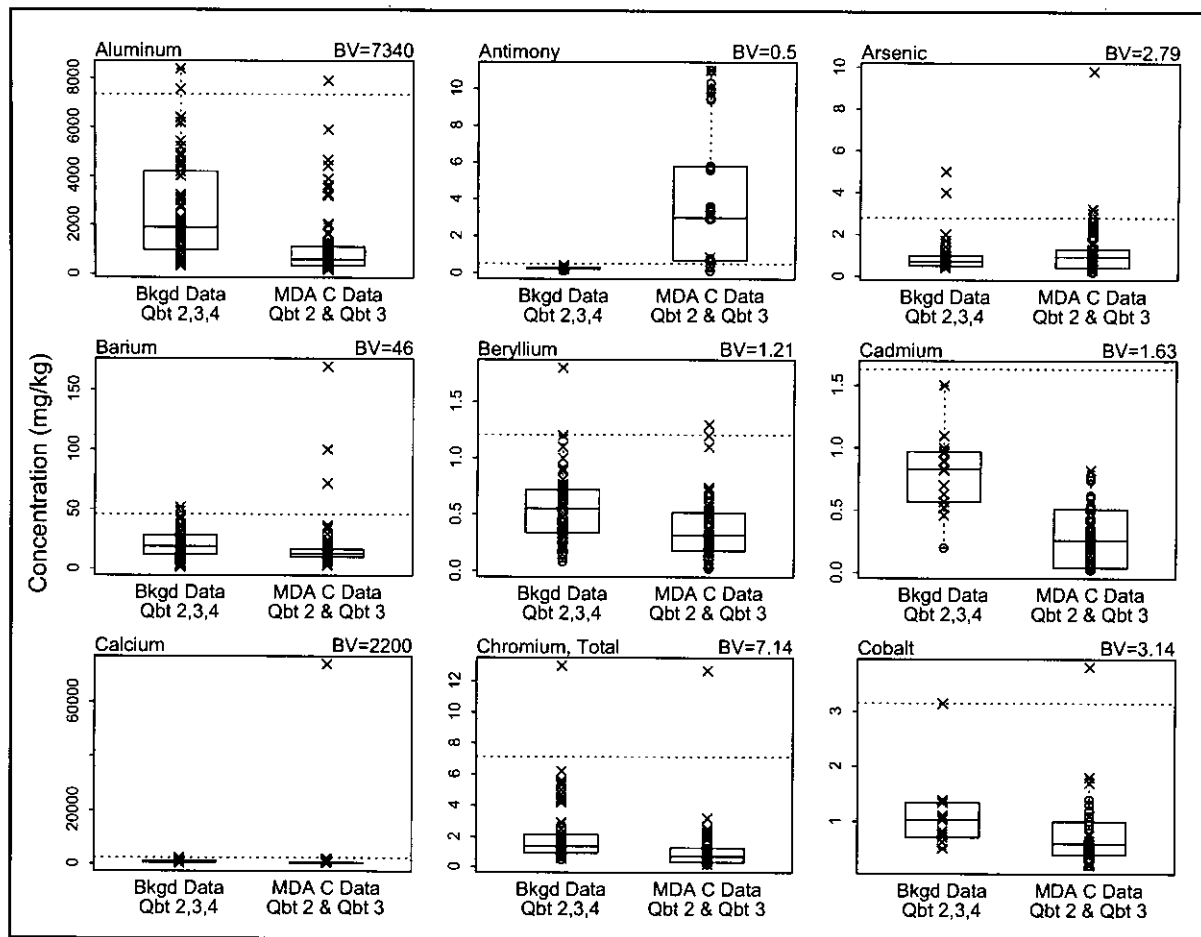 Aluminum BV=7340
Antimony BV=0.5
Arsenic BV=2.79
0 2000 4000 6000 8000
0 2 4 6 8 10
0 2 4 6 8 10
Bkgd Data MDA C Data
Qbt 2,3,4 Qbt 2 & Qbt 3
Bkgd Data MDA C Data
Qbt 2,3,4 Qbt 2 & Qbt 3
Bkgd Data MDA C Data
Qbt 2,3,4 Qbt 2 & Qbt 3
Concentration (mg/kg)
Barium BV=46
Beryllium BV=1.21
Cadmium BV=1.63
0 50 100 150
0.0 0.5 1.0 1.5
0.0 0.5 1.0 1.5
Bkgd Data MDA C Data
Qbt 2,3,4 Qbt 2 & Qbt 3
Bkgd Data MDA C Data
Qbt 2,3,4 Qbt 2 & Qbt 3
Bkgd Data MDA C Data
Qbt 2,3,4 Qbt 2 & Qbt 3
Calcium BV=2200
Chromium, Total BV=7.14
Cobalt BV=3.14
0 20000 60000
0 2 4 6 8 10 12
1 2 3
Bkgd Data MDA C Data
Qbt 2,3,4 Qbt 2 & Qbt 3
Bkgd Data MDA C Data
Qbt 2,3,4 Qbt 2 & Qbt 3
Bkgd Data MDA C Data
Qbt 2,3,4 Qbt 2 & Qbt 3